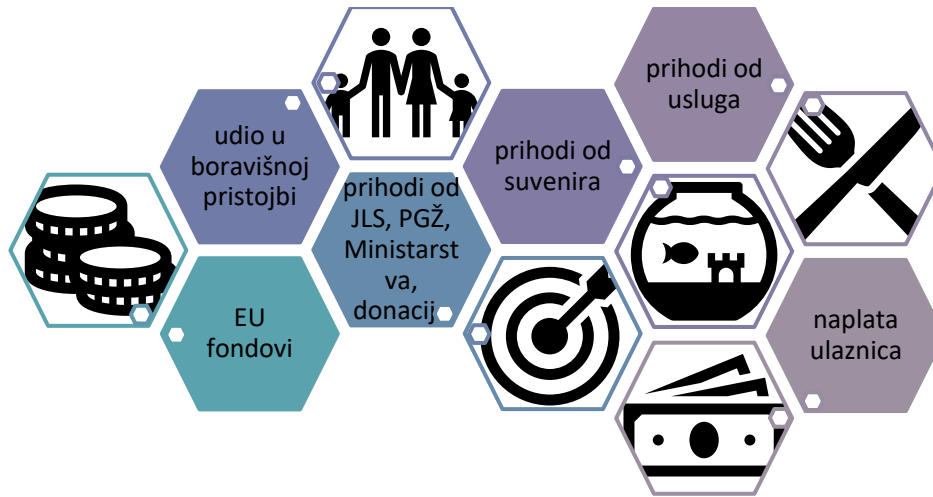 udio u
boravišnoj
pristojbi
EU
fondovi
prihodi od
JLS, PGŽ,
Ministarst
va,
donacij
prihodi od
suvenira
prihodi od
usluga
naplata
ulaznica